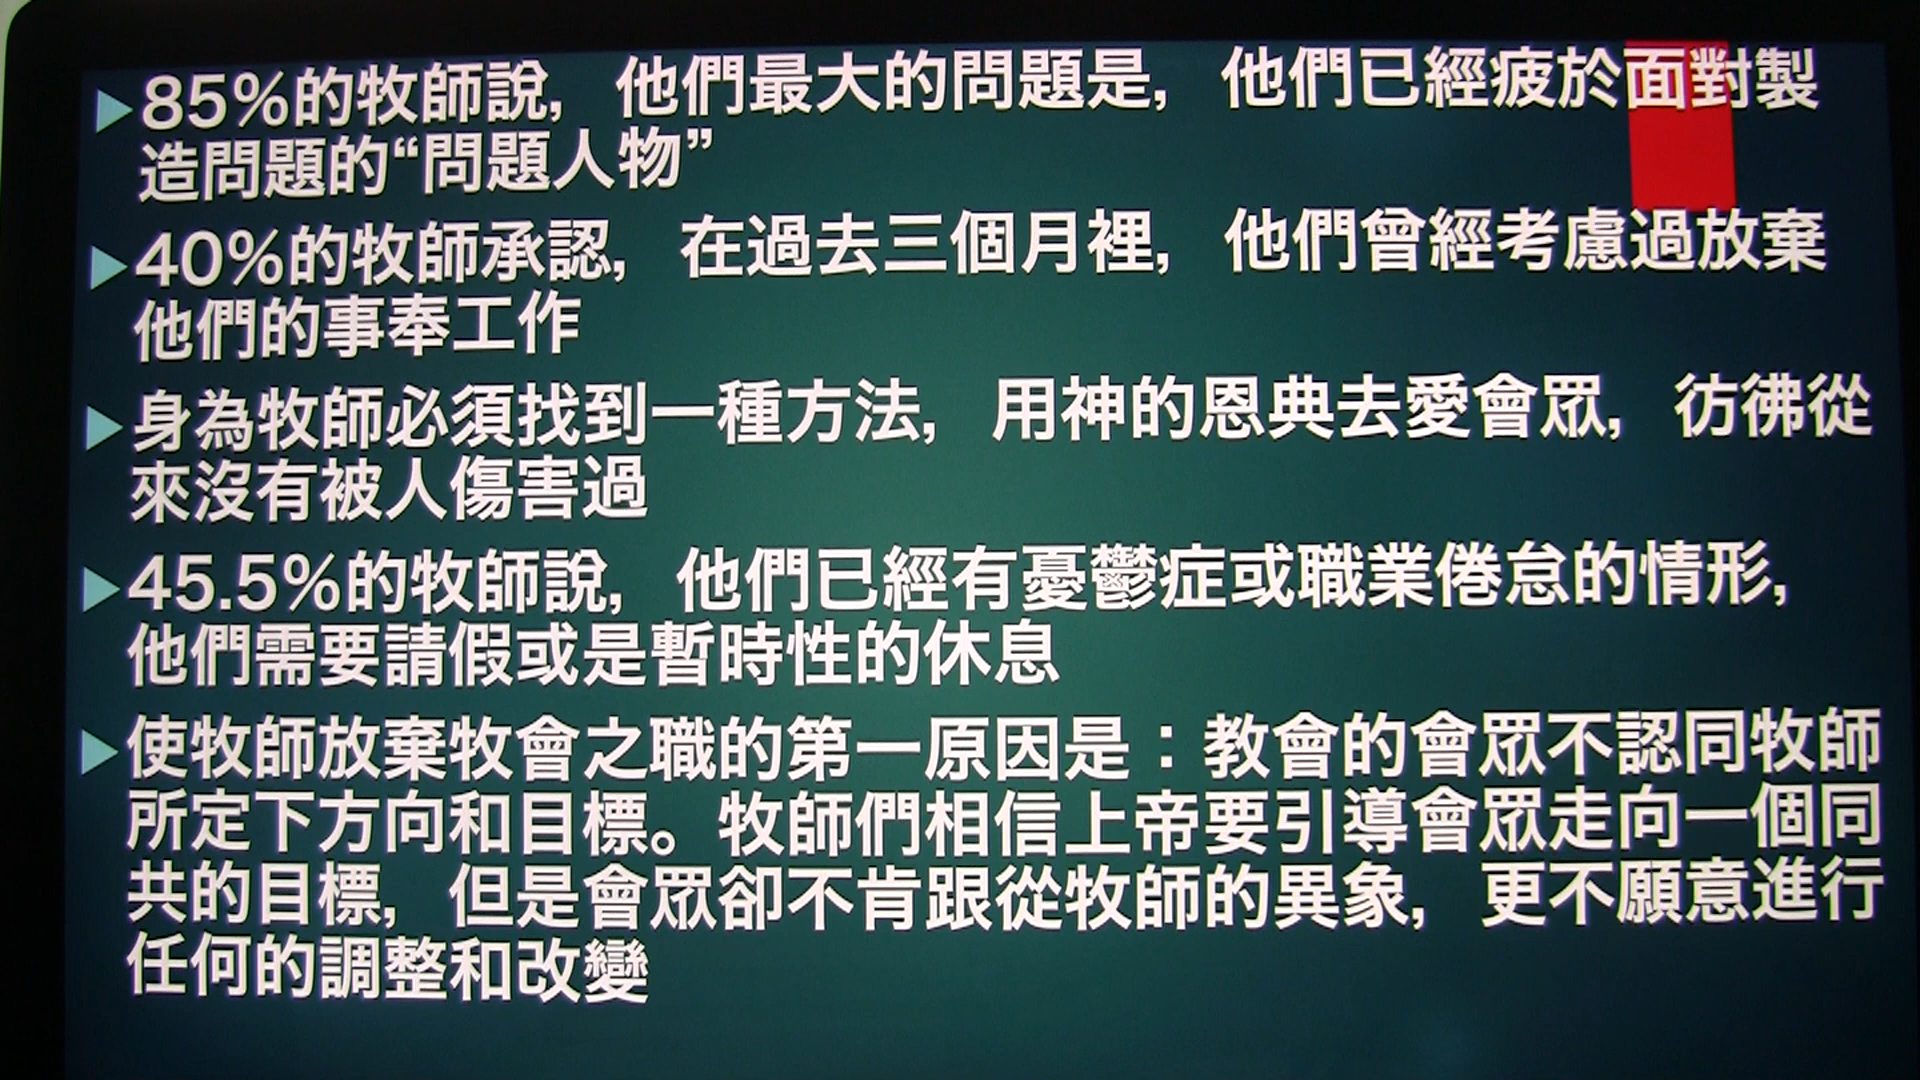 85%的牧師說, 他們最大的問題是, 他們已經疲於面對製
造問題的“問題人物”
40%的牧師承認, 在過去三個月裡, 他們曾經考慮過放棄
他們的事奉工作
身為牧師必須找到一種方法, 用神的恩典去愛會眾, 彷彿從
來沒有被人傷害過
45.5%的牧師說, 他們已經有憂鬱症或職業倦怠的情形,
他們需要請假或是暫時性的休息
使牧師放棄牧會之職的第一原因是：教會的會眾不認同牧師
所定下方向和目標。牧師們相信上帝要引導會眾走向一個同
共的目標, 但是會眾卻不肯跟從牧師的異象, 更不願意進行
任何的調整和改變